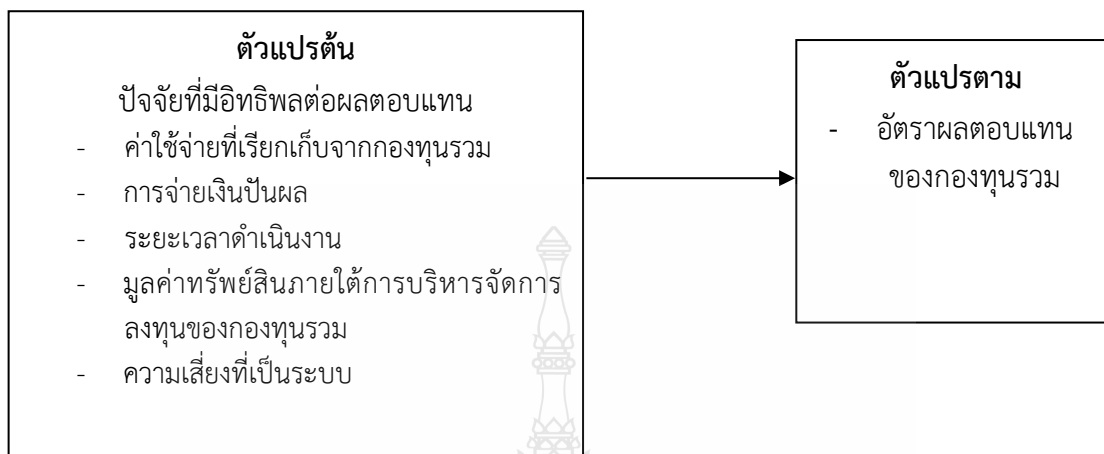 ตัวแปรต้น
ปัจจัยที่มีอิทธิพลต่อผลตอบแทน
- ค่าใช้จ่ายที่เรียกเก็บจากกองทุนรวม
- การจ่ายเงินปันผล
- ระยะเวลาดำเนินงาน
- มูลค่าทรัพย์สินภายใต้การบริหารจัดการ
ลงทุนของกองทุนรวม
- ความเสี่ยงที่เป็นระบบ
ตัวแปรตาม
- อัตราผลตอบแทน
ของกองทุนรวม